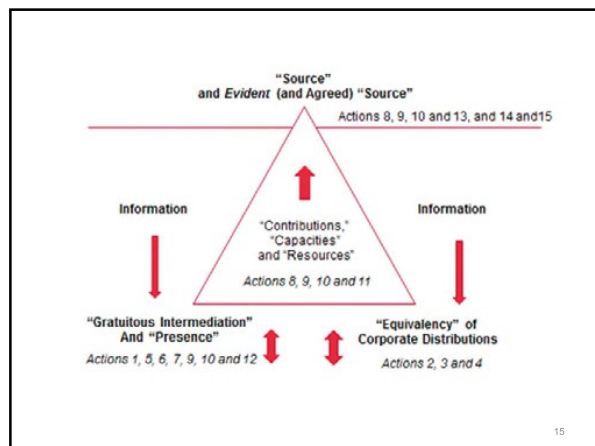 “Source”
and Evident (and Agreed) “Source”
Actions 8, 9, 10 and 13, and 14 and15
Information
Information
“Contributions,”
“Capacities”
and “Resources”
Actions 8, 9, 10 and 11
“Gratuitous Intermediation”
And “Presence”
Actions 1, 5, 6, 7, 9, 10 and 12
“Equivalency” of
Corporate Distributions
Actions 2, 3 and 4
15